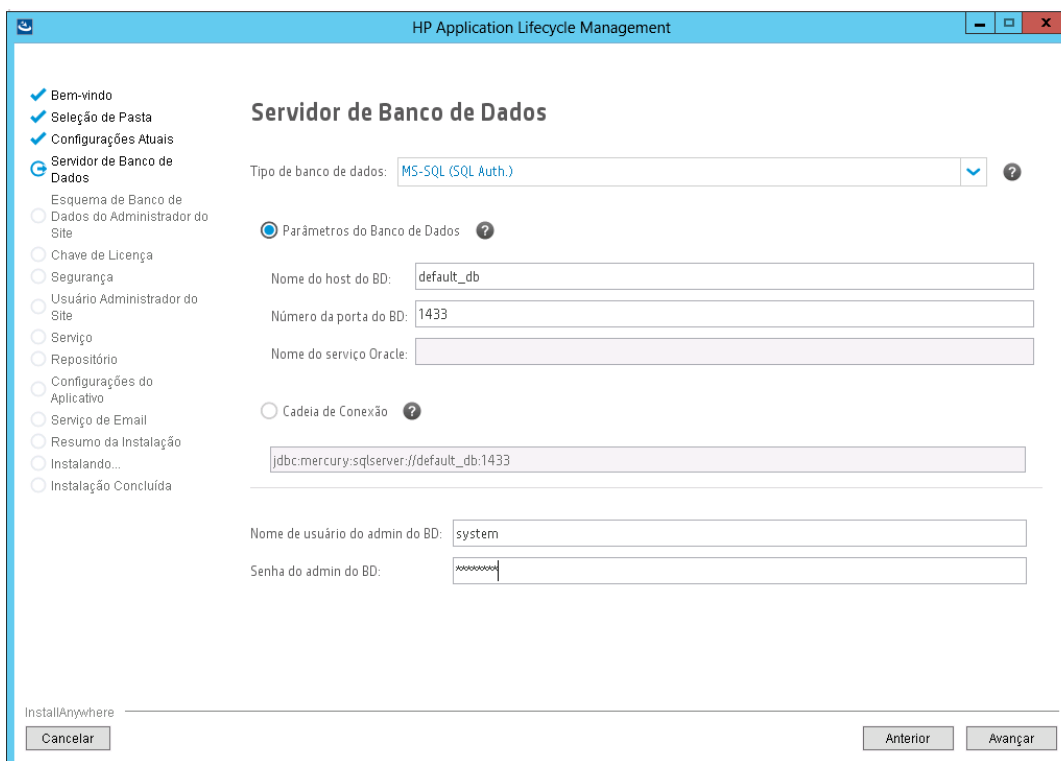 HP Application Lifecycle Management
Bem-vindo
Seleção de Pasta
Configurações Atuais
Servidor de Banco de
Dados
Esquema de Banco de
Dados do Administrador do
Site
Chave de Licença
Segurança
Usuário Administrador do
Site
Serviço
Repositório
Configurações do
Aplicativo
Serviço de Email
Resumo da Instalação
Instalando...
Instalação Concluída
Servidor de Banco de Dados
Tipo de banco de dados: MS-SQL (SQL Auth.)
Parâmetros do Banco de Dados
Nome do host do BD: default_db
Número da porta do BD: 1433
Nome do serviço Oracle:
Cadeia de Conexão
jdbc:mercury:sqlserver://default_db:1433
Nome de usuário do admin do BD: system
Senha do admin do BD: ********
InstallAnywhere
Cancelar Anterior Avançar